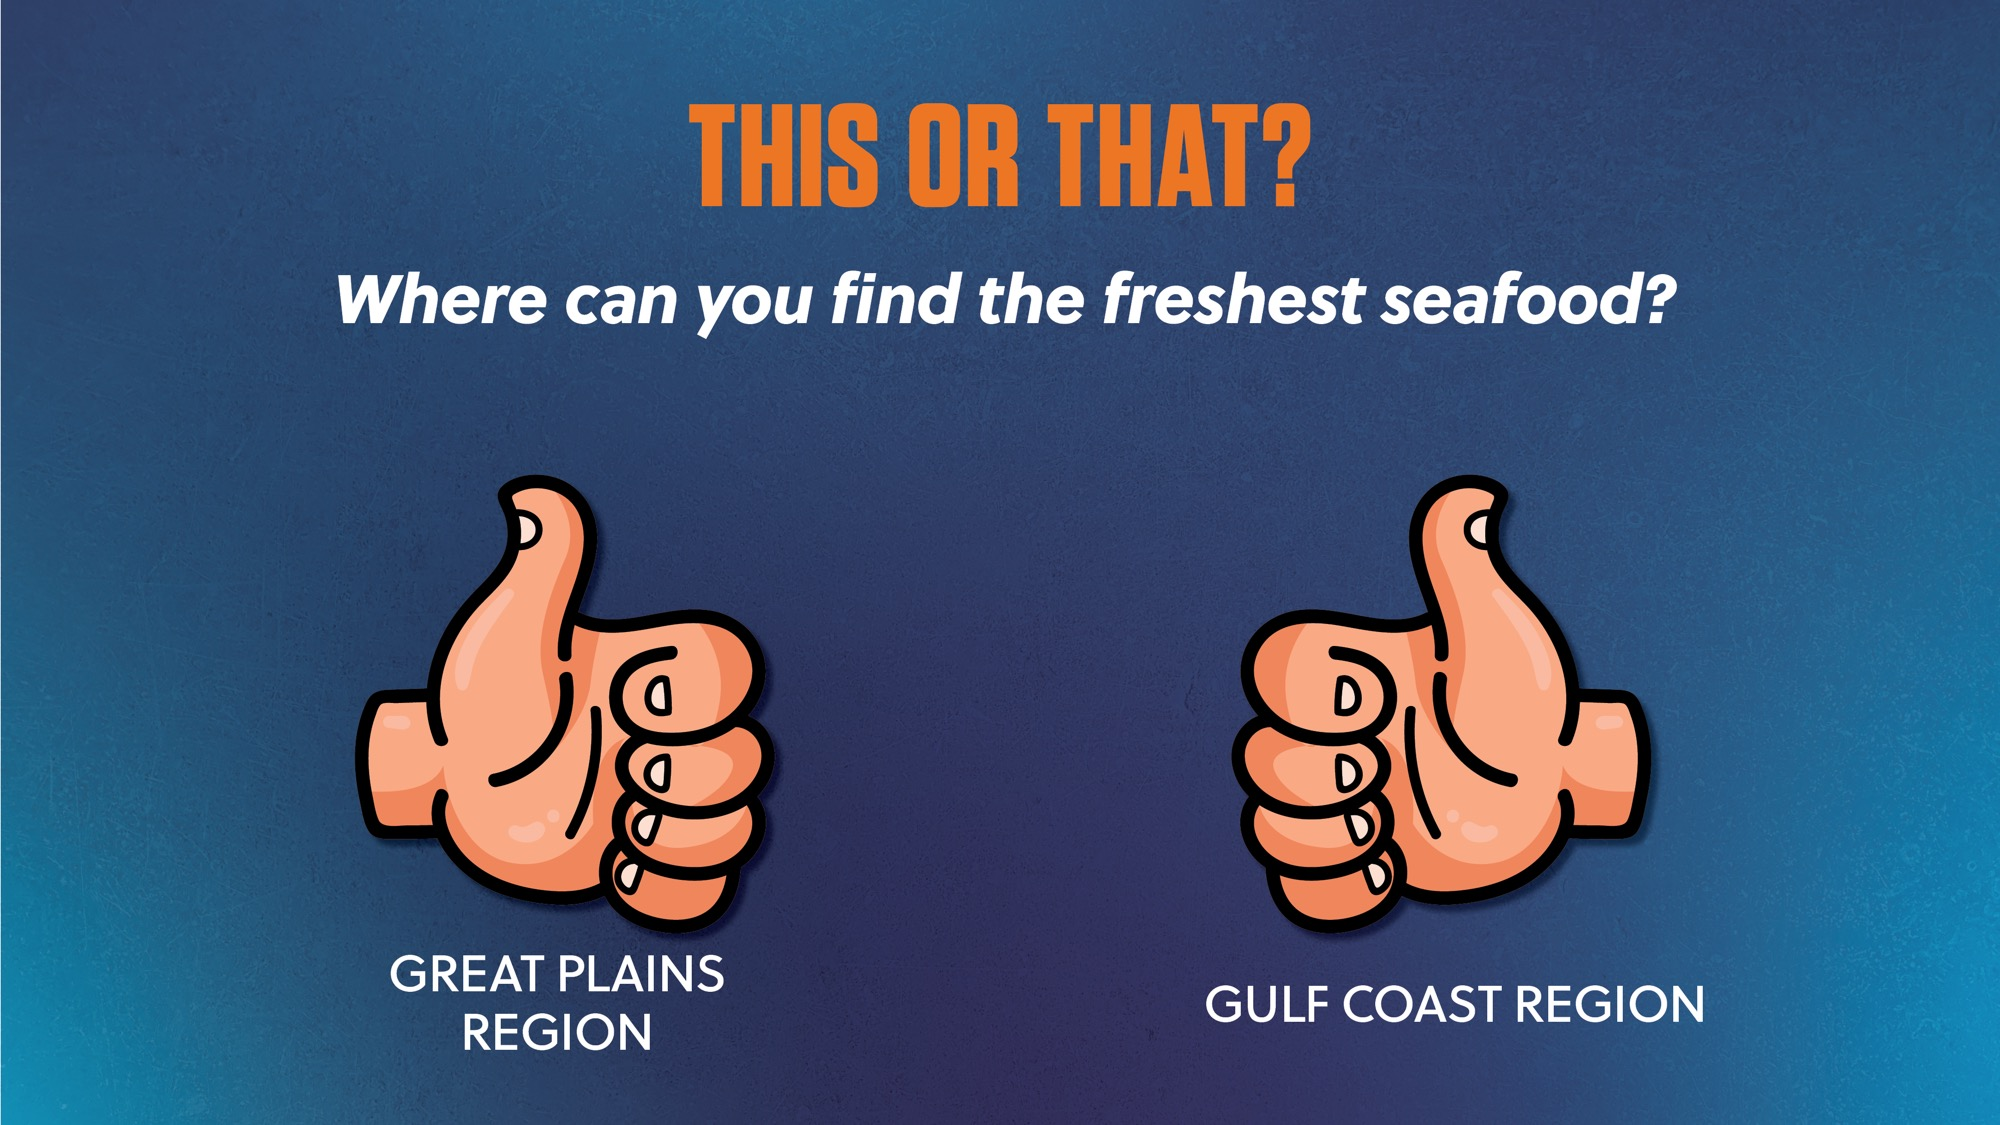 THIS OR THAT?
Where can you find the freshest seafood?
GREAT PLAINS
REGION
GULF COAST REGION